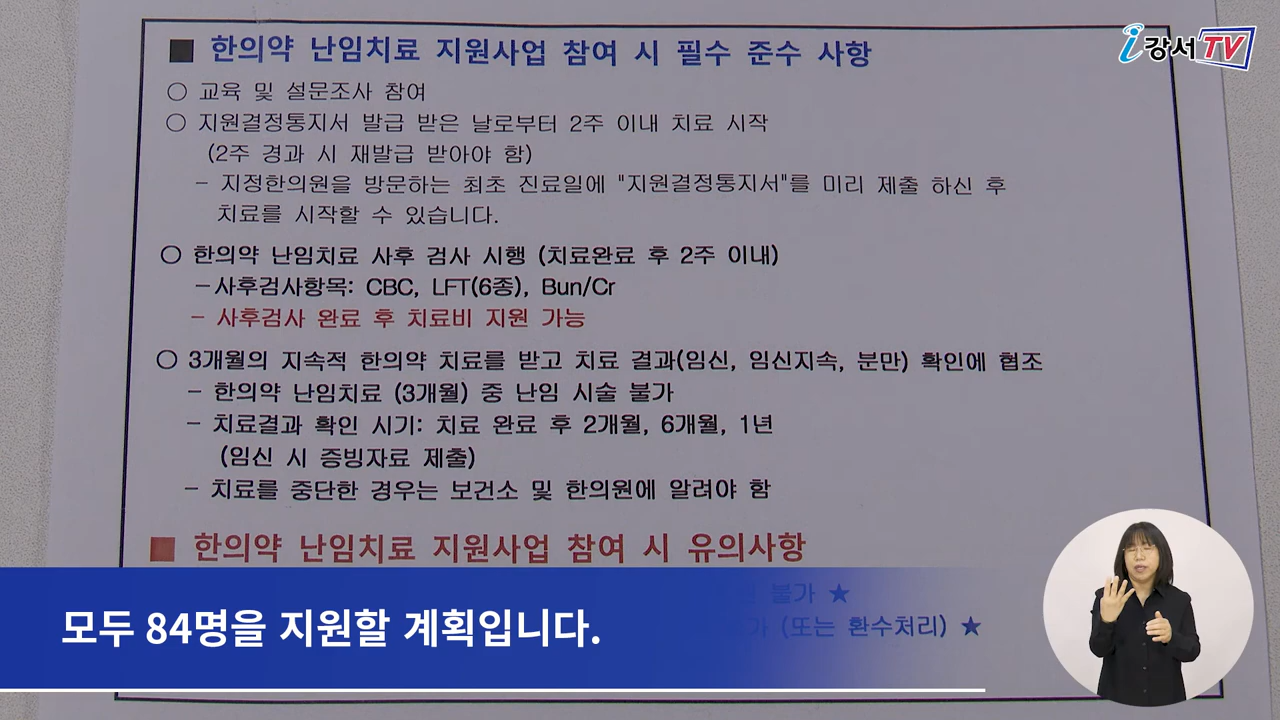 i강서TV
■ 한의약 난임치료 지원사업 참여 시 필수 준수 사항
○ 교육 및 설문조사 참여
○ 지원결정통지서 발급 받은 날로부터 2주 이내 치료 시작
(2주 경과 시 재발급 받아야 함)
- 지정한의원을 방문하는 최초 진료일에 "지원결정통지서"를 미리 제출 하신 후
치료를 시작할 수 있습니다.
○ 한의약 난임치료 사후 검사 시행 (치료완료 후 2주 이내)
-사후검사항목: CBC, LFT(6종), Bun/Cr
- 사후검사 완료 후 치료비 지원 가능
○ 3개월의 지속적 한의약 치료를 받고 치료 결과(임신, 임신지속, 분만) 확인에 협조
- 한의약 난임치료 (3개월) 중 난임 시술 불가
- 치료결과 확인 시기: 치료 완료 후 2개월, 6개월, 1년
(임신 시 증빙자료 제출)
- 치료를 중단한 경우는 보건소 및 한의원에 알려야 함
■ 한의약 난임치료 지원사업 참여 시 유의사항
불가 ★
(또는 환수처리) ★
모두 84명을 지원할 계획입니다.